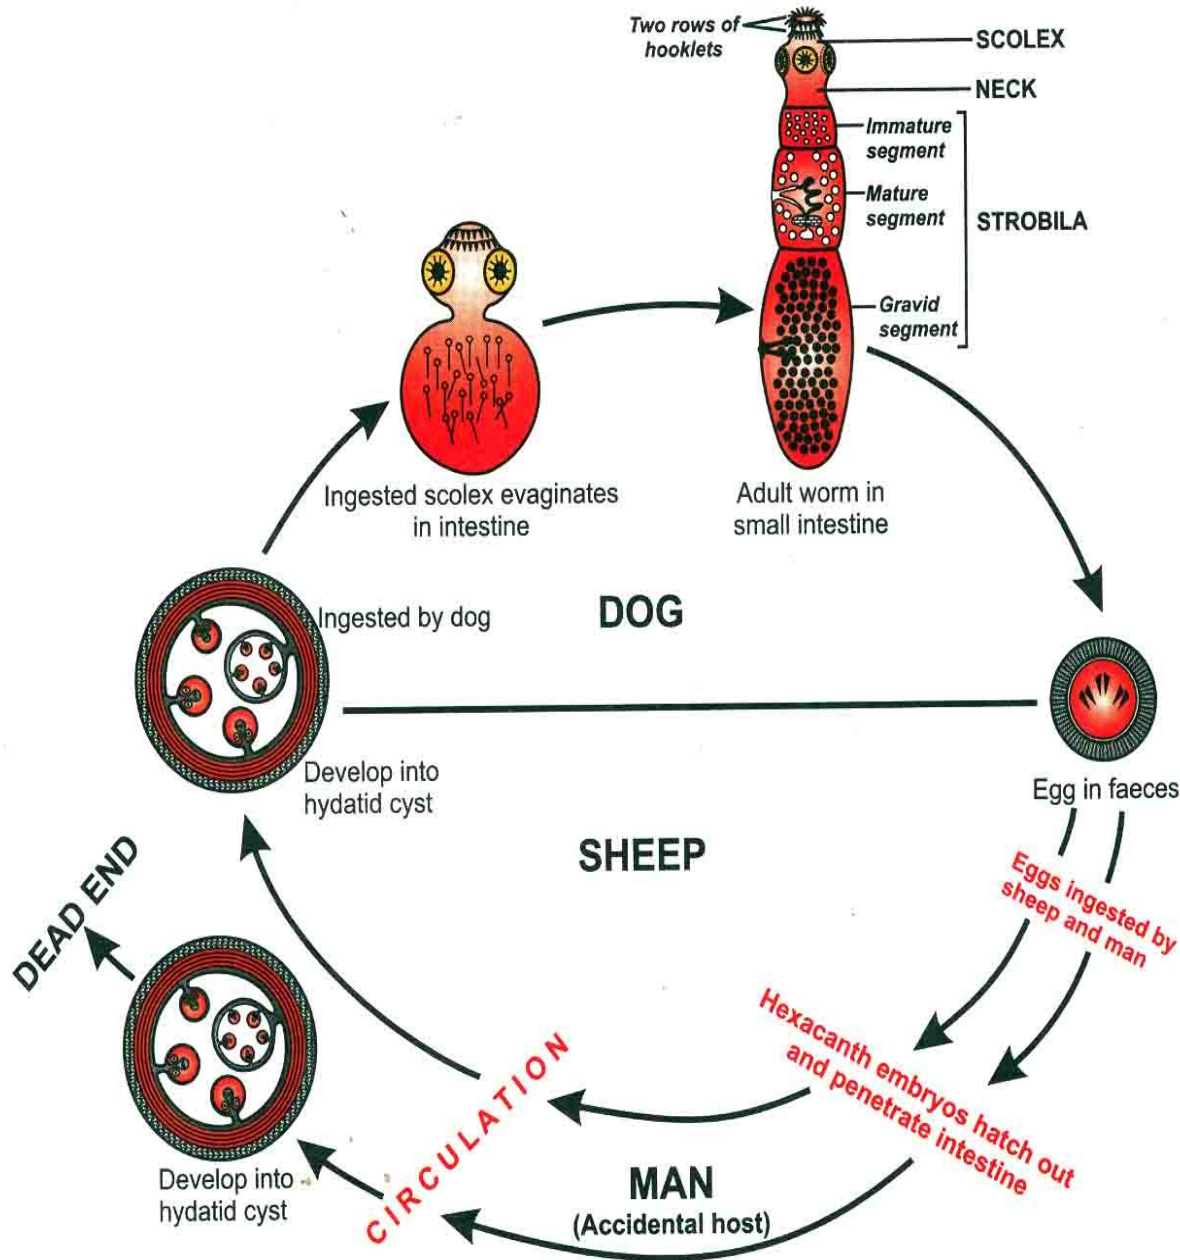 Two rows of
hooklets
SCOLEX
NECK
Immature
segment
Mature
segment
STROBILA
Gravid
segment
Ingested scolex evaginates
in intestine
Adult worm in
small intestine
Ingested by dog
DOG
Develop into
hydatid cyst
Egg in faeces
SHEEP
Eggs ingested by
sheep and man
DEAD END
Hexacanth embryos hatch out
and penetrate intestine
CIRCULATION
Develop into
hydatid cyst
MAN
(Accidental host)